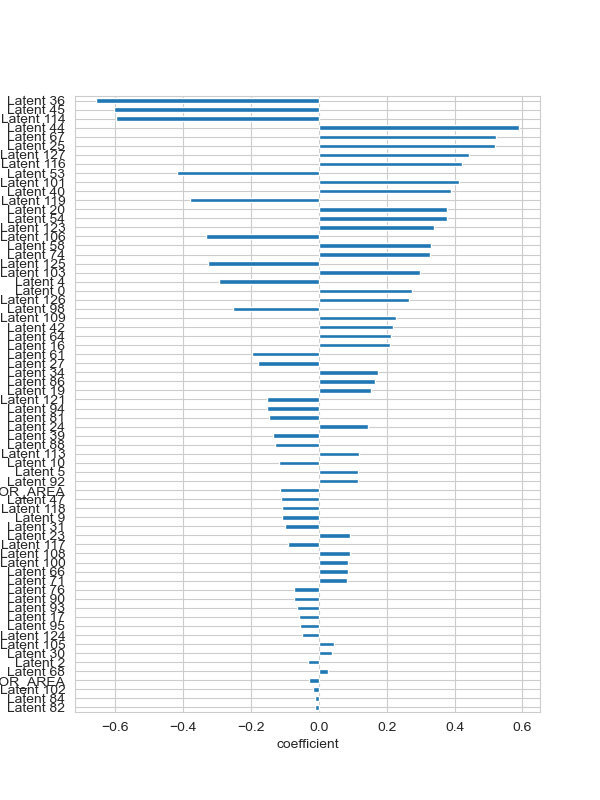 Latent 36
Latent 45
Latent 114
Latent 44
Latent 67
Latent 25
Latent 127
Latent 116
Latent 53
Latent 101
Latent 40
Latent 119
Latent 20
Latent 54
Latent 123
Latent 106
Latent 58
Latent 74
Latent 125
Latent 103
Latent 4
Latent 0
Latent 126
Latent 98
Latent 109
Latent 42
Latent 64
Latent 16
Latent 61
Latent 27
Latent 34
Latent 86
Latent 19
Latent 121
Latent 94
Latent 81
Latent 24
Latent 39
Latent 88
Latent 113
Latent 10
Latent 5
Latent 92
OR_AREA
Latent 47
Latent 118
Latent 9
Latent 31
Latent 23
Latent 117
Latent 108
Latent 100
Latent 66
Latent 71
Latent 76
Latent 90
Latent 93
Latent 17
Latent 95
Latent 124
Latent 105
Latent 30
Latent 2
Latent 68
OR_AREA
Latent 102
Latent 84
Latent 82
−0.6 −0.4 −0.2 0.0 0.2 0.4 0.6
coefficient